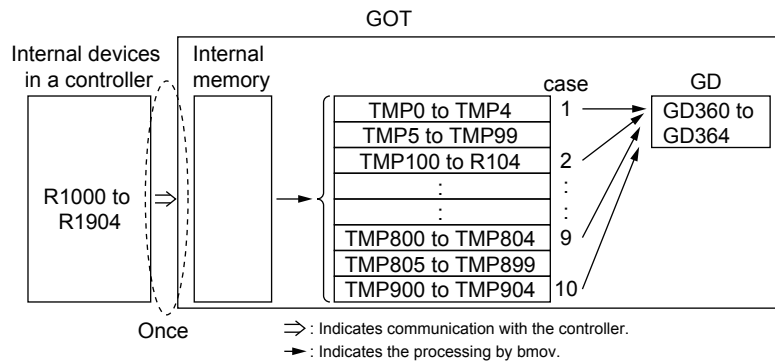 GOT
Internal devices
in a controller
Internal
memory
case
GD
R1000 to
R1904
TMP0 to TMP4
1
TMP5 to TMP99
TMP100 to R104
2
:
:
:
:
TMP800 to TMP804
9
TMP805 to TMP899
TMP900 to TMP904
10
GD360 to
GD364
Once
⇒ : Indicates communication with the controller.
→ : Indicates the processing by bmov.